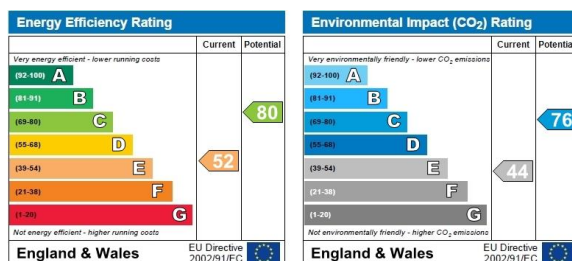 Energy Efficiency Rating
Current Potential
Very energy efficient - lower running costs
(92-100) A
(81-91) B
(69-80) C
(55-68) D
(39-54) E
(21-38) F
(1-20) G
80
52
Not energy efficient - higher running costs
England & Wales
EU Directive
2002/91/EC
Environmental Impact (CO₂) Rating
Current Potential
Very environmentally friendly - lower CO₂ emissions
(92-100) A
(81-91) B
(69-80) C
(55-68) D
(39-54) E
(21-38) F
(1-20) G
76
44
Not environmentally friendly - higher CO₂ emissions
England & Wales
EU Directive
2002/91/EC